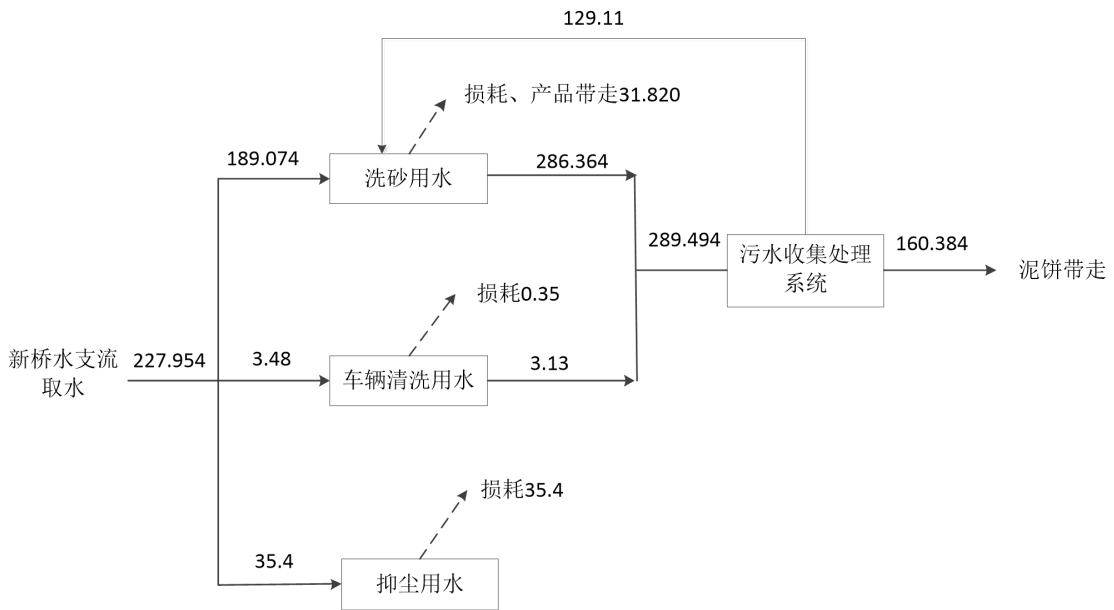 129.11
损耗、产品带走31.820
189.074
洗砂用水
286.364
289.494
污水收集处理
系统
160.384
泥饼带走
损耗0.35
新桥水支流
取水
227.954
3.48
车辆清洗用水
3.13
损耗35.4
35.4
抑尘用水